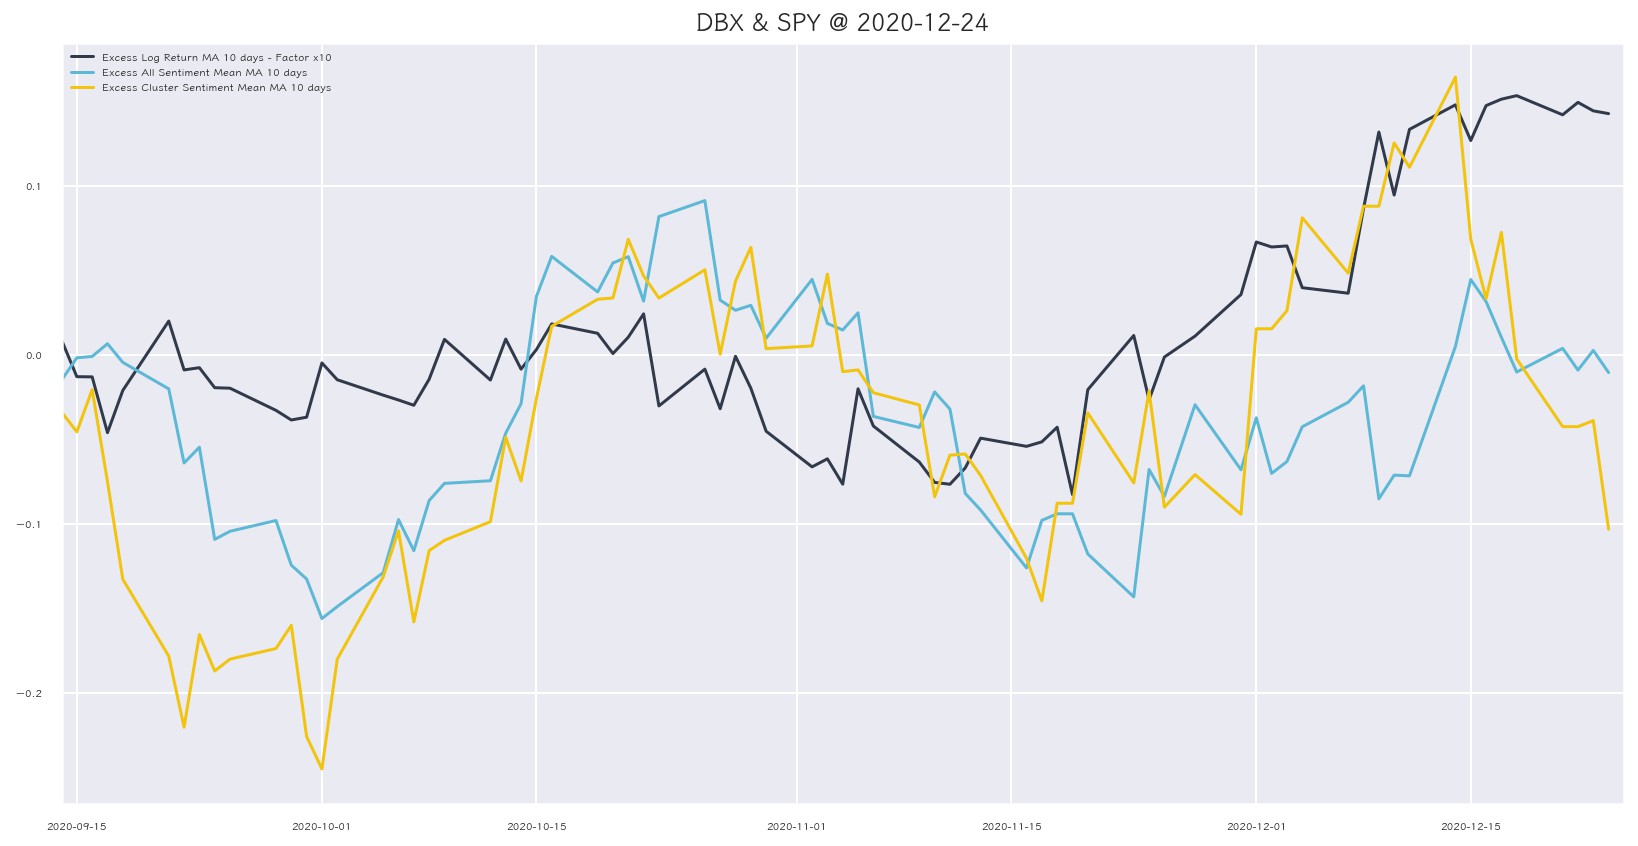 DBX & SPY @ 2020-12-24
Excess Log Return MA 10 days - Factor x10
Excess All Sentiment Mean MA 10 days
Excess Cluster Sentiment Mean MA 10 days
0.1
0.0
−0.1
−0.2
2020-09-15 2020-10-01 2020-10-15 2020-11-01 2020-11-15 2020-12-01 2020-12-15